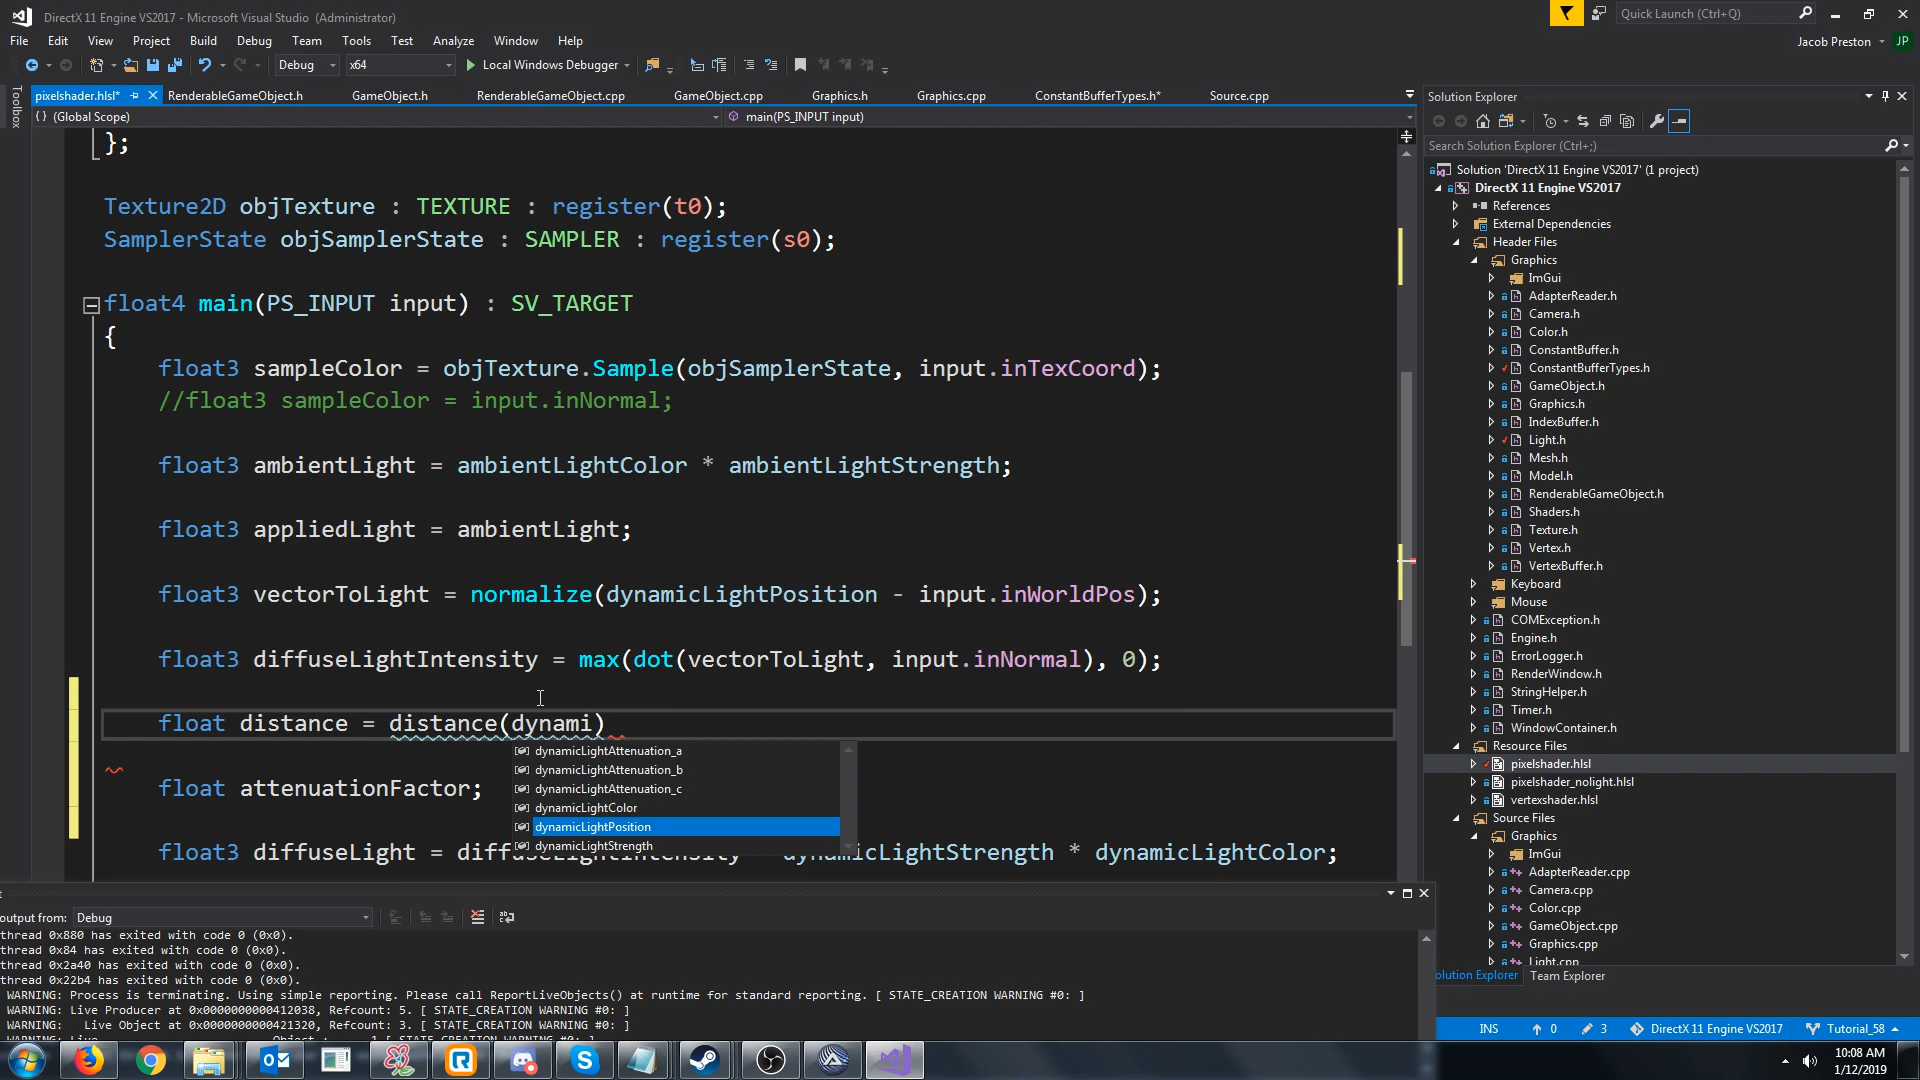 DirectX 11 Engine VS2017 - Microsoft Visual Studio (Administrator)
Quick Launch (Ctrl+Q)
File Edit View Project Build Debug Team Tools Test Analyze Window Help
Jacob Preston JP
Debug x64 Local Windows Debugger
Toolbox
pixelshader.hlsl* RenderableGameObject.h GameObject.h RenderableGameObject.cpp GameObject.cpp Graphics.h Graphics.cpp ConstantBufferTypes.h* Source.cpp
{ } (Global Scope) main(PS_INPUT input)
};
Texture2D objTexture : TEXTURE : register(t0);
SamplerState objSamplerState : SAMPLER : register(s0);
float4 main(PS_INPUT input) : SV_TARGET
{
float3 sampleColor = objTexture.Sample(objSamplerState, input.inTexCoord);
//float3 sampleColor = input.inNormal;
float3 ambientLight = ambientLightColor * ambientLightStrength;
float3 appliedLight = ambientLight;
float3 vectorToLight = normalize(dynamicLightPosition - input.inWorldPos);
float3 diffuseLightIntensity = max(dot(vectorToLight, input.inNormal), 0);
float distance = distance(dynami)
dynamicLightAttenuation_a
dynamicLightAttenuation_b
dynamicLightAttenuation_c
dynamicLightColor
dynamicLightPosition
dynamicLightStrength
float attenuationFactor;
float3 diffuseLight = * dynamicLightColor;
output from: Debug
thread 0x880 has exited with code 0 (0x0).
thread 0x84 has exited with code 0 (0x0).
thread 0x2a40 has exited with code 0 (0x0).
thread 0x22b4 has exited with code 0 (0x0).
WARNING: Process is terminating. Using simple reporting. Please call ReportLiveObjects() at runtime for standard reporting. [ STATE_CREATION WARNING #0: ]
WARNING: Live Producer at 0x0000000000412038, Refcount: 5. [ STATE_CREATION WARNING #0: ]
WARNING: Live Object at 0x0000000000421320, Refcount: 3. [ STATE_CREATION WARNING #0: ]
Solution Explorer
Search Solution Explorer (Ctrl+;)
Solution 'DirectX 11 Engine VS2017' (1 project)
DirectX 11 Engine VS2017
References
External Dependencies
Header Files
Graphics
ImGui
AdapterReader.h
Camera.h
Color.h
ConstantBuffer.h
ConstantBufferTypes.h
GameObject.h
Graphics.h
IndexBuffer.h
Light.h
Mesh.h
Model.h
RenderableGameObject.h
Shaders.h
Texture.h
Vertex.h
VertexBuffer.h
Keyboard
Mouse
COMException.h
Engine.h
ErrorLogger.h
RenderWindow.h
StringHelper.h
Timer.h
WindowContainer.h
Resource Files
pixelshader.hlsl
pixelshader_nolight.hlsl
vertexshader.hlsl
Source Files
Graphics
ImGui
AdapterReader.cpp
Camera.cpp
Color.cpp
GameObject.cpp
Graphics.cpp
Light.cpp
olution Explorer Team Explorer
INS 0 3 DirectX 11 Engine VS2017 Tutorial_58
10:08 AM
1/12/2019